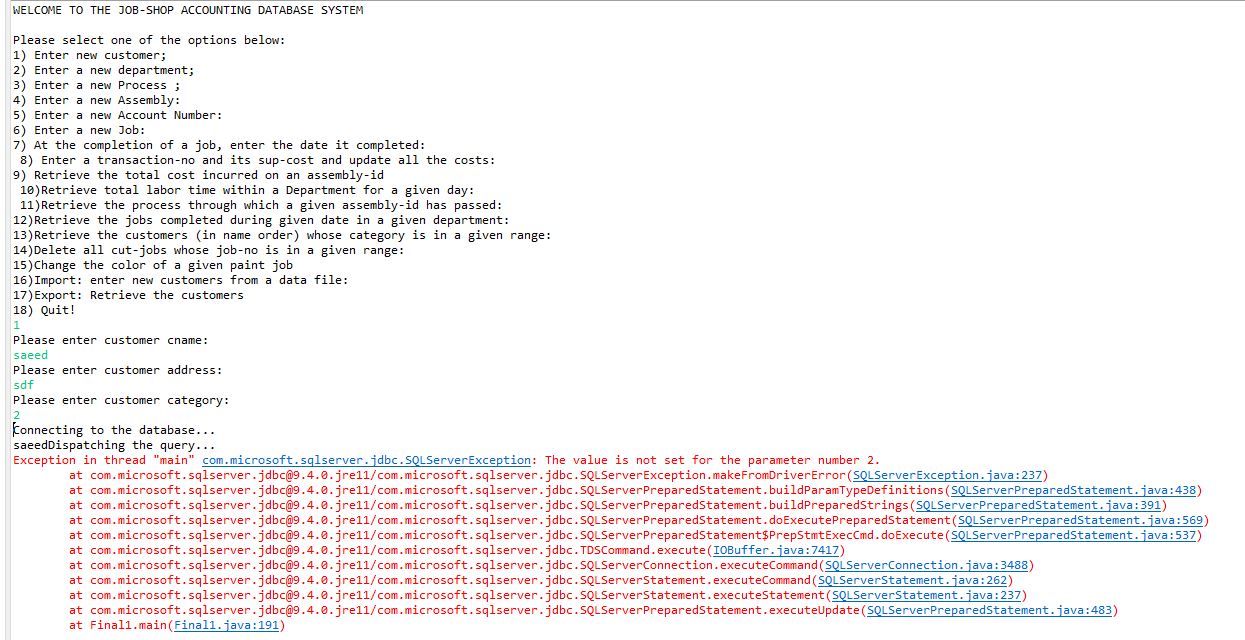 WELCOME TO THE JOB-SHOP ACCOUNTING DATABASE SYSTEM
Please select one of the options below:
1) Enter new customer;
2) Enter a new department;
3) Enter a new Process ;
4) Enter a new Assembly:
5) Enter a new Account Number:
6) Enter a new Job:
7) At the completion of a job, enter the date it completed:
8) Enter a transaction-no and its sup-cost and update all the costs:
9) Retrieve the total cost incurred on an assembly-id
10)Retrieve total labor time within a Department for a given day:
11)Retrieve the process through which a given assembly-id has passed:
12)Retrieve the jobs completed during given date in a given department:
13)Retrieve the customers (in name order) whose category is in a given range:
14)Delete all cut-jobs whose job-no is in a given range:
15)Change the color of a given paint job
16)Import: enter new customers from a data file:
17)Export: Retrieve the customers
18) Quit!
1
Please enter customer cname:
saeed
Please enter customer address:
sdf
Please enter customer category:
2
Connecting to the database...
saeedDispatching the query...
Exception in thread "main" com.microsoft.sqlserver.jdbc.SQLServerException: The value is not set for the parameter number 2.
at com.microsoft.sqlserver.jdbc@9.4.0.jre11/com.microsoft.sqlserver.jdbc.SQLServerException.makeFromDriverError(SQLServerException.java:237)
at com.microsoft.sqlserver.jdbc@9.4.0.jre11/com.microsoft.sqlserver.jdbc.SQLServerPreparedStatement.buildParamTypeDefinitions(SQLServerPreparedStatement.java:438)
at com.microsoft.sqlserver.jdbc@9.4.0.jre11/com.microsoft.sqlserver.jdbc.SQLServerPreparedStatement.buildPreparedStrings(SQLServerPreparedStatement.java:391)
at com.microsoft.sqlserver.jdbc@9.4.0.jre11/com.microsoft.sqlserver.jdbc.SQLServerPreparedStatement.doExecutePreparedStatement(SQLServerPreparedStatement.java:569)
at com.microsoft.sqlserver.jdbc@9.4.0.jre11/com.microsoft.sqlserver.jdbc.SQLServerPreparedStatement$PrepStmtExecCmd.doExecute(SQLServerPreparedStatement.java:537)
at com.microsoft.sqlserver.jdbc@9.4.0.jre11/com.microsoft.sqlserver.jdbc.TDSCommand.execute(IOBuffer.java:7417)
at com.microsoft.sqlserver.jdbc@9.4.0.jre11/com.microsoft.sqlserver.jdbc.SQLServerConnection.executeCommand(SQLServerConnection.java:3488)
at com.microsoft.sqlserver.jdbc@9.4.0.jre11/com.microsoft.sqlserver.jdbc.SQLServerStatement.executeCommand(SQLServerStatement.java:262)
at com.microsoft.sqlserver.jdbc@9.4.0.jre11/com.microsoft.sqlserver.jdbc.SQLServerStatement.executeStatement(SQLServerStatement.java:237)
at com.microsoft.sqlserver.jdbc@9.4.0.jre11/com.microsoft.sqlserver.jdbc.SQLServerPreparedStatement.executeUpdate(SQLServerPreparedStatement.java:483)
at Final1.main(Final1.java:191)